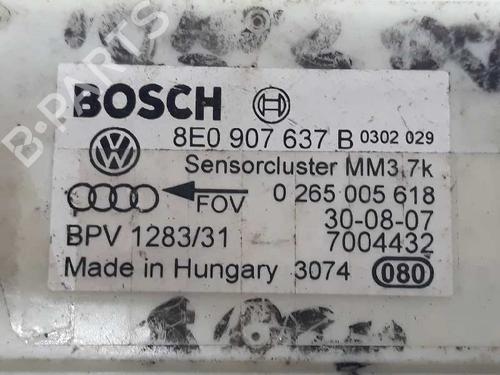 B-PARTS
BOSCH
8E0 907 637 B 0302 029
Sensorcluster MM3.7k
FOV 0 265 005 618
30-08-07
BPV 1283/31 7004432
Made in Hungary 3074 080